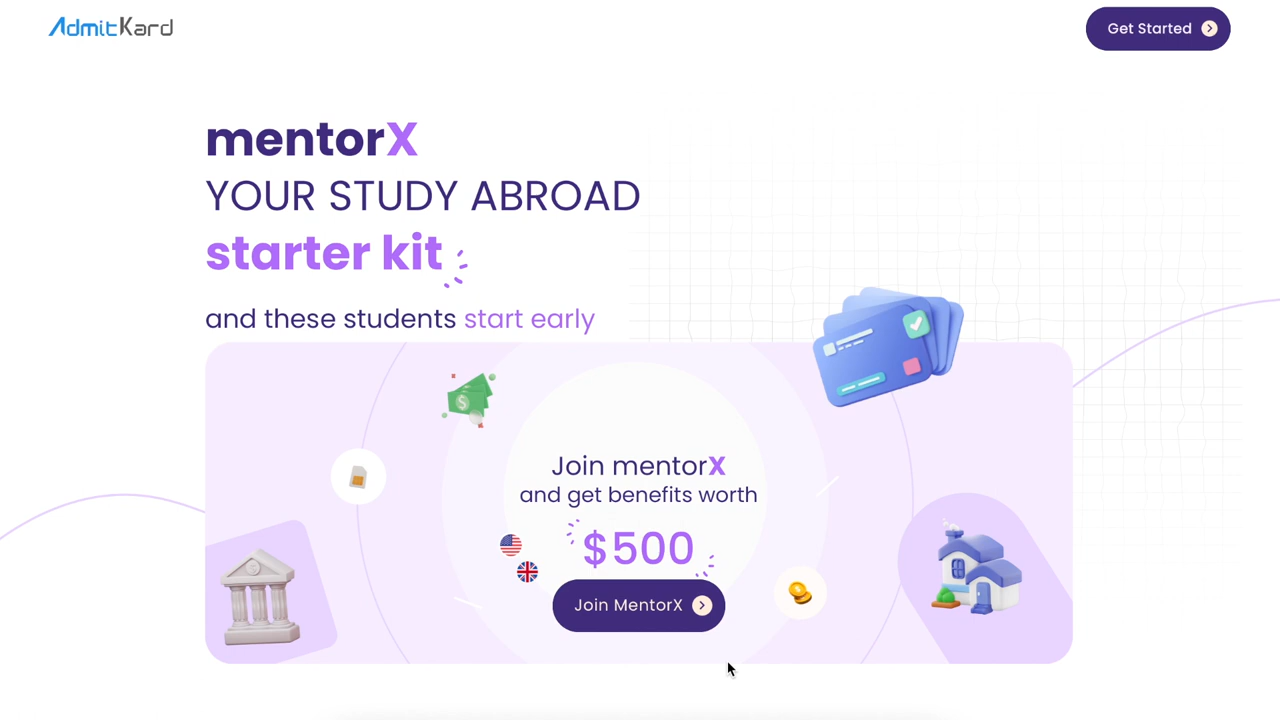 AdmitKard
Get Started
mentorX
YOUR STUDY ABROAD
starter kit
and these students start early
Join mentorX
and get benefits worth
$500
Join MentorX